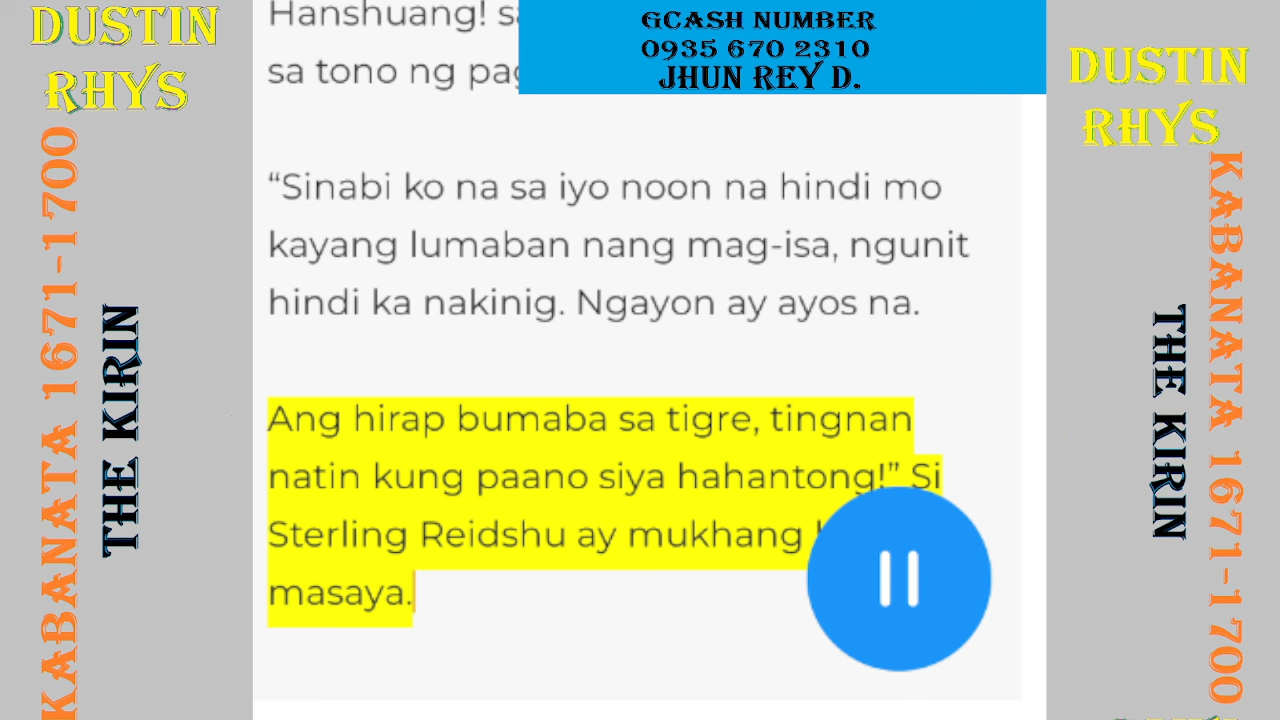 DUSTIN
RHYS
KABANATA 1671-1700
THE KIRIN
Hanshuang!
sa tono ng
GCASH NUMBER
0935 670 2310
JHUN REY D.
“Sinabi ko na sa iyo noon na hindi mo
kayang lumaban nang mag-isa, ngunit
hindi ka nakinig. Ngayon ay ayos na.
Ang hirap bumaba sa tigre, tingnan
natin kung paano siya hahantong!” Si
Sterling Reidshu ay mukhang
masaya.
DUSTIN
RHYS
KABANATA 1671-1700
THE KIRIN